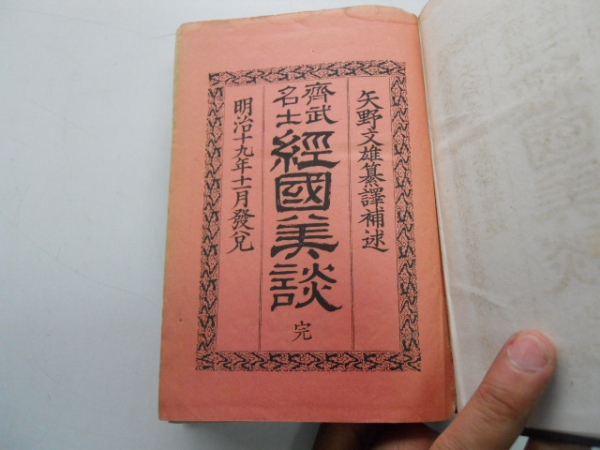 矢野文雄纂譯補述
齊武
名士
經國美談
完
明治十九年十一月發兌